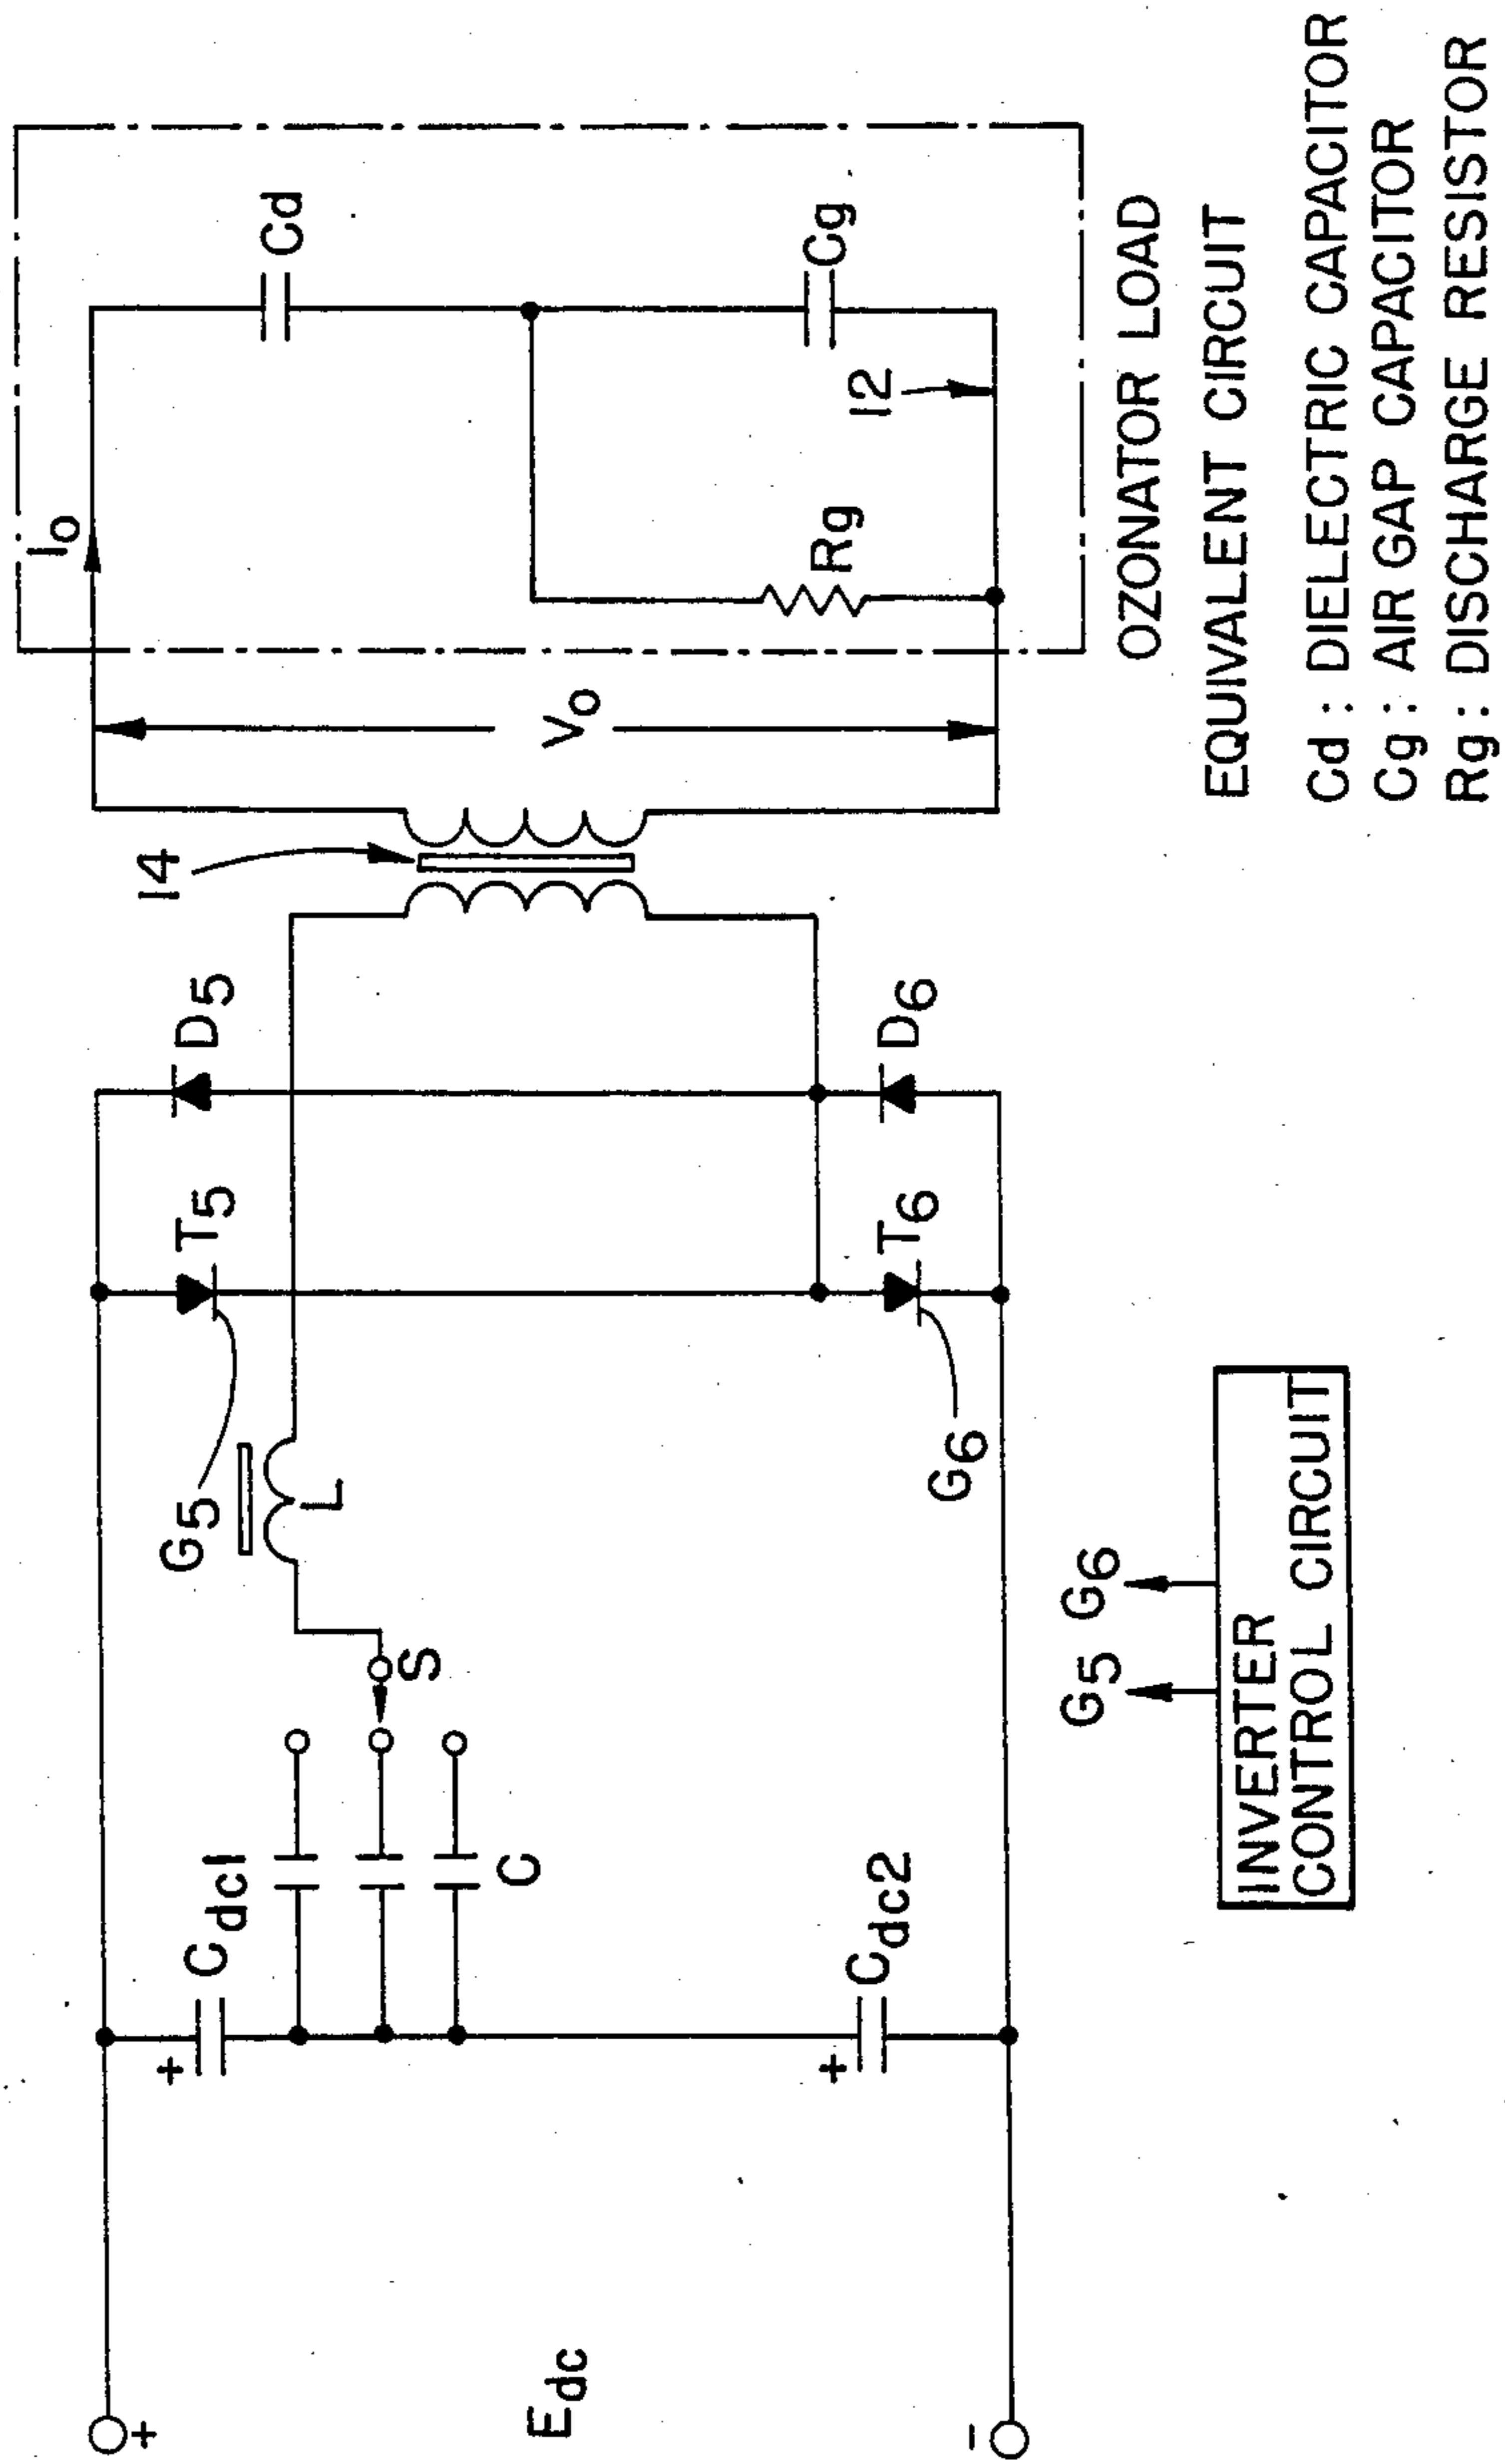 +
Edc
−
+
Cdc1
C
+
Cdc2
S
L
G5
T5
D5
G6
T6
D6
14
Vo
Io
Cd
Cg
Rg
12
INVERTER
CONTROL CIRCUIT
G5
G6
OZONATOR LOAD
EQUIVALENT CIRCUIT
Cd : DIELECTRIC CAPACITOR
Cg : AIR GAP CAPACITOR
Rg : DISCHARGE RESISTOR